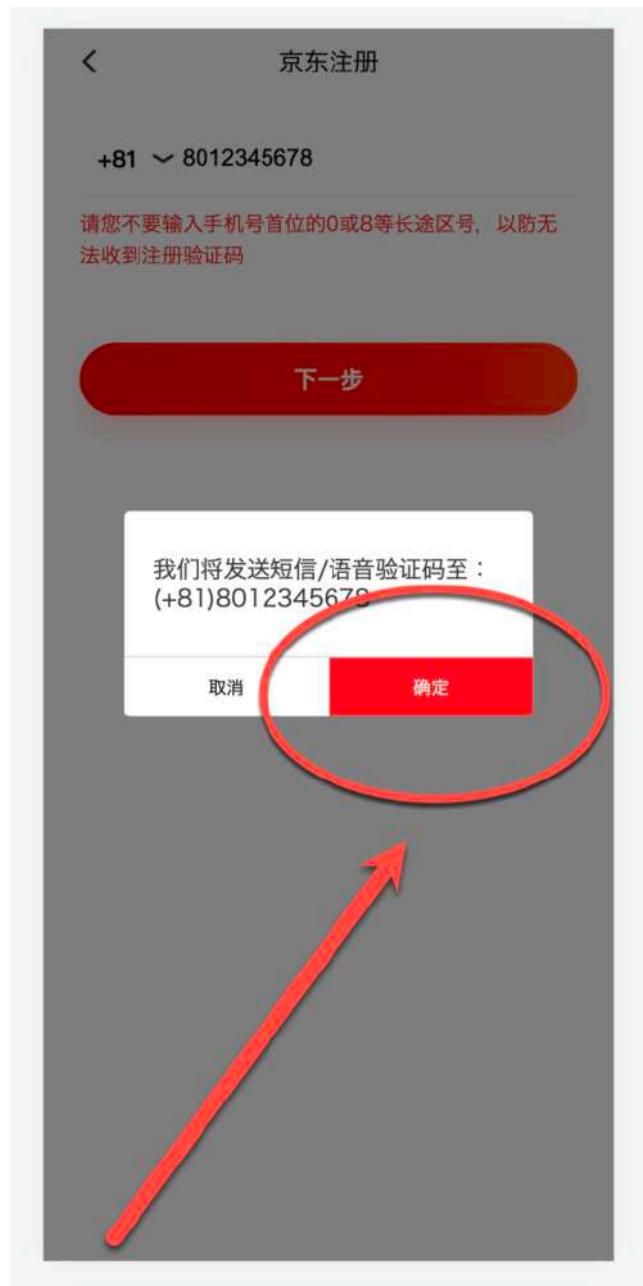 京东注册
+81 8012345678
请您不要输入手机号首位的0或8等长途区号，以防无
法收到注册验证码
下一步
我们将发送短信/语音验证码至：
(+81)8012345678
取消 确定